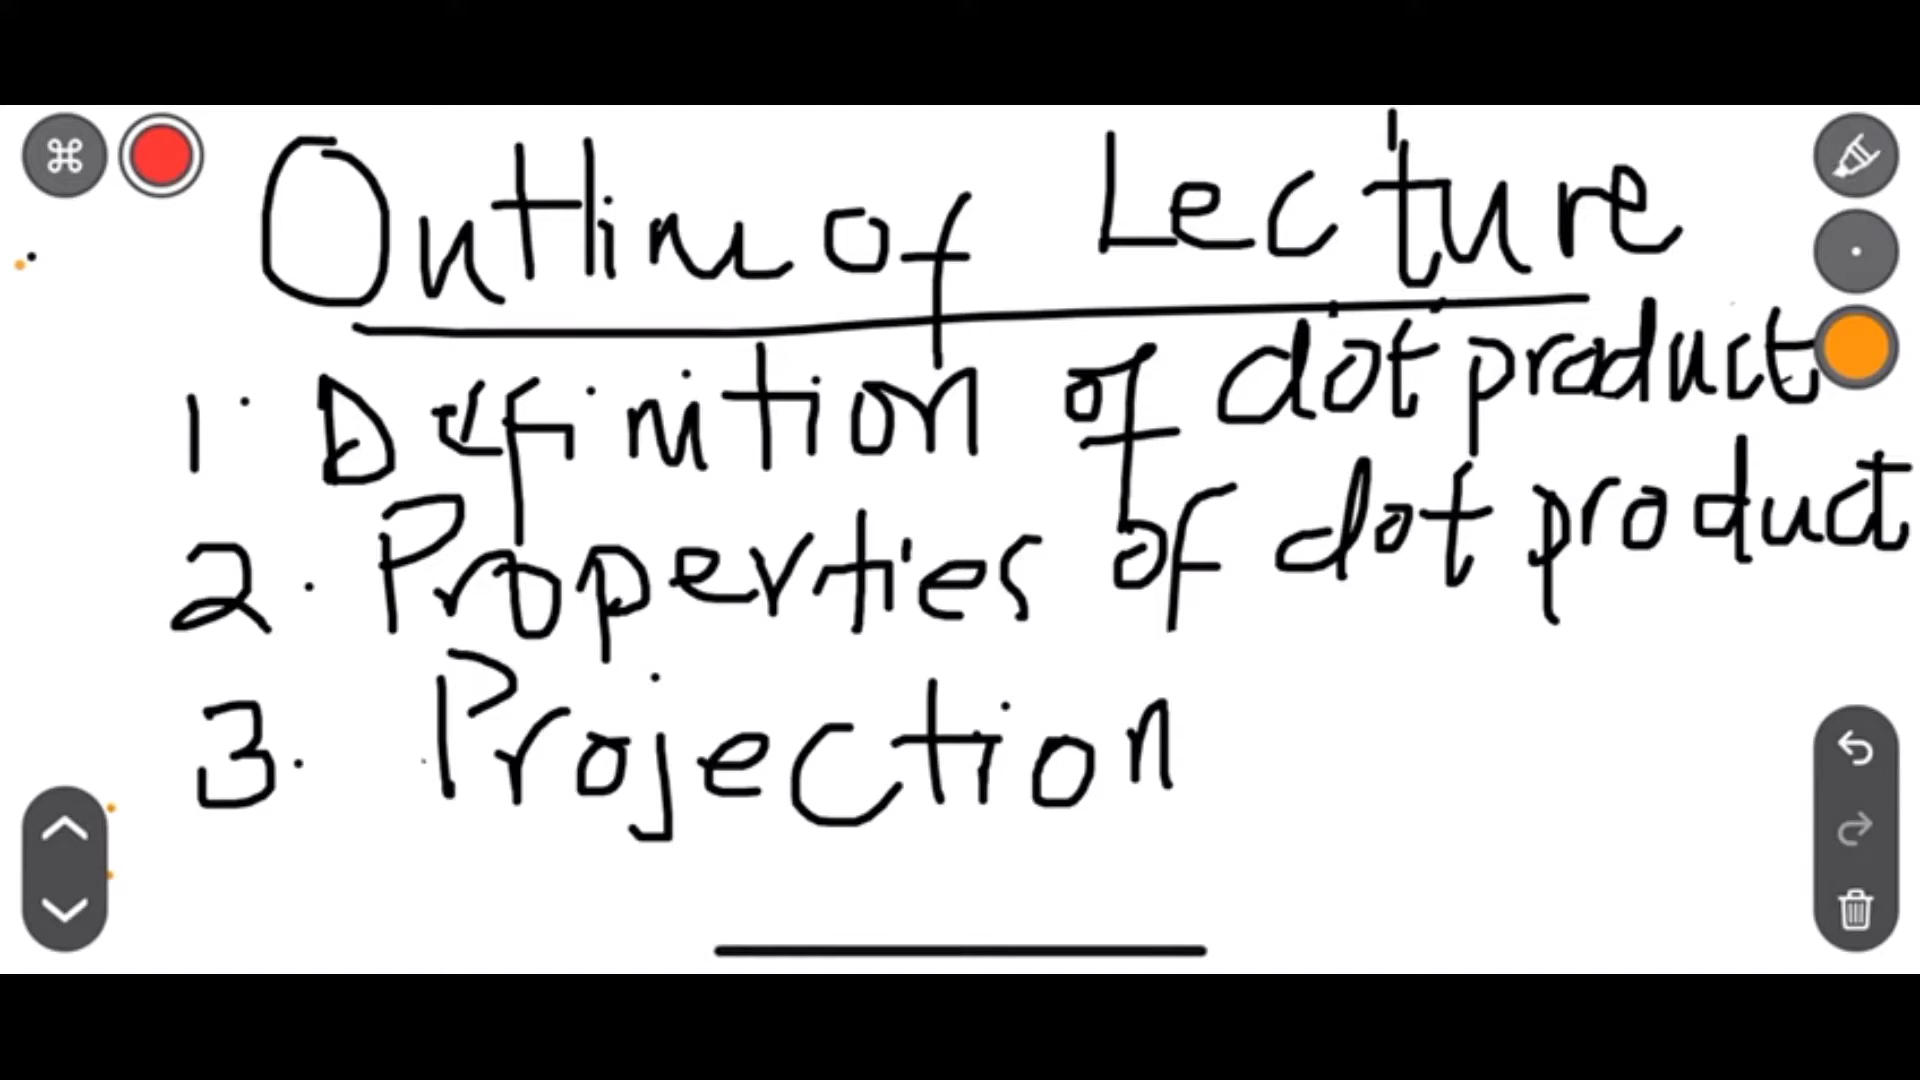 Outline of Lecture
1. Definition of dot product
2. Properties of dot product
3. Projection